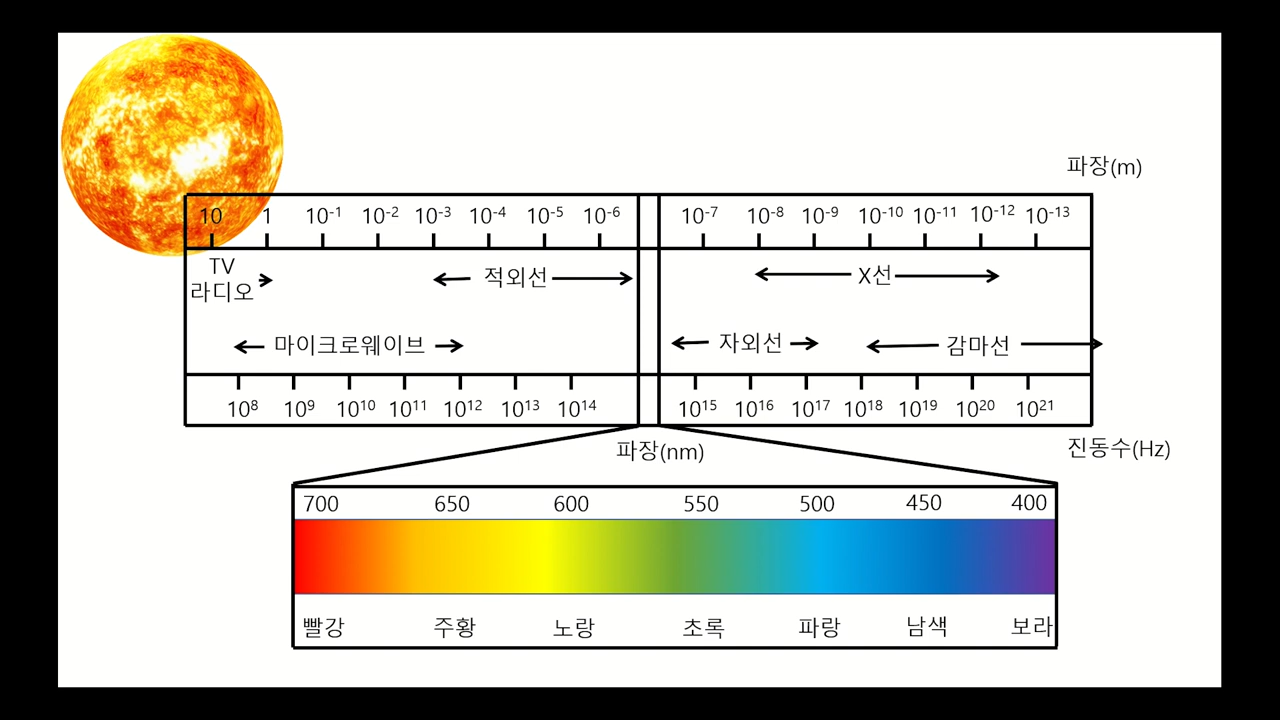 파장(m)
10 1 10⁻¹ 10⁻² 10⁻³ 10⁻⁴ 10⁻⁵ 10⁻⁶ 10⁻⁷ 10⁻⁸ 10⁻⁹ 10⁻¹⁰ 10⁻¹¹ 10⁻¹² 10⁻¹³
TV
라디오
적외선
X선
마이크로웨이브
자외선
감마선
10⁸ 10⁹ 10¹⁰ 10¹¹ 10¹² 10¹³ 10¹⁴ 10¹⁵ 10¹⁶ 10¹⁷ 10¹⁸ 10¹⁹ 10²⁰ 10²¹
파장(nm)
진동수(Hz)
700 650 600 550 500 450 400
빨강 주황 노랑 초록 파랑 남색 보라